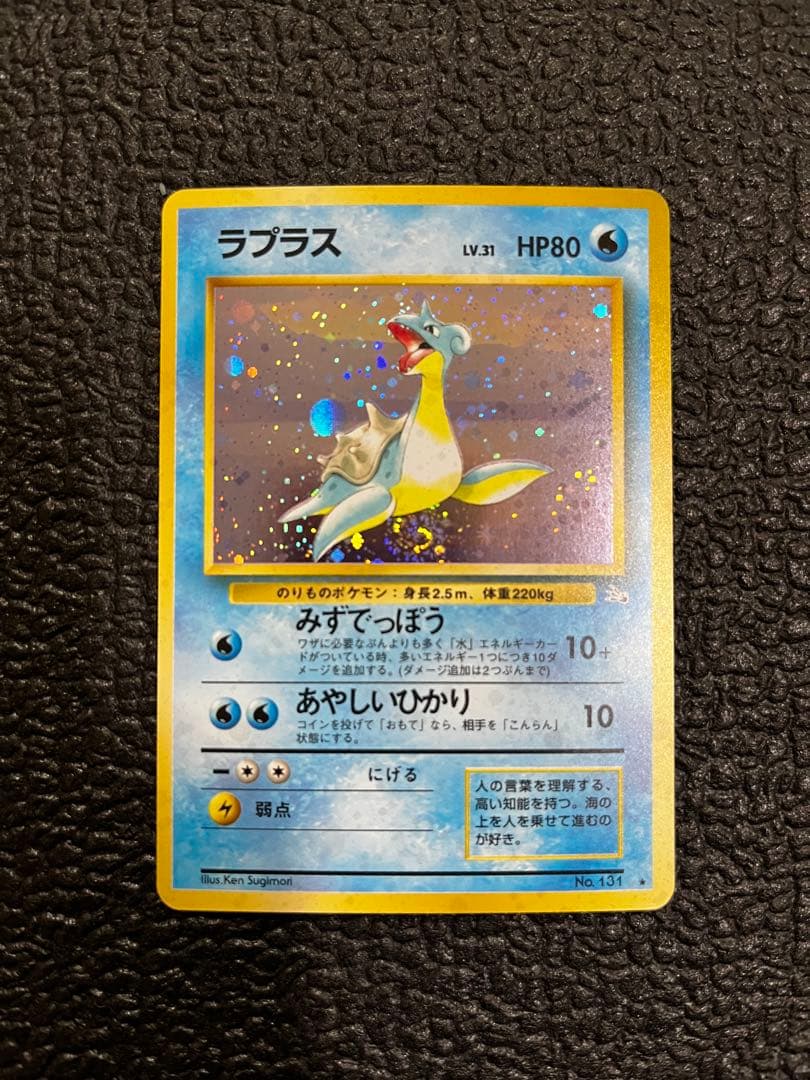 ラプラス LV.31 HP80
のりものポケモン：身長2.5m、体重220kg
みずでっぽう
ワザに必要なぶんよりも多く「水」エネルギーカー
ドがついている時、多いエネルギー1つにつき10ダ
メージを追加する。(ダメージ追加は2つぶんまで)
10+
あやしいひかり
コインを投げて「おもて」なら、相手を「こんらん」
状態にする。
10
にげる
弱点
人の言葉を理解する、
高い知能を持つ。海の
上を人を乗せて進むの
が好き。
Illus.Ken Sugimori No. 131 ★